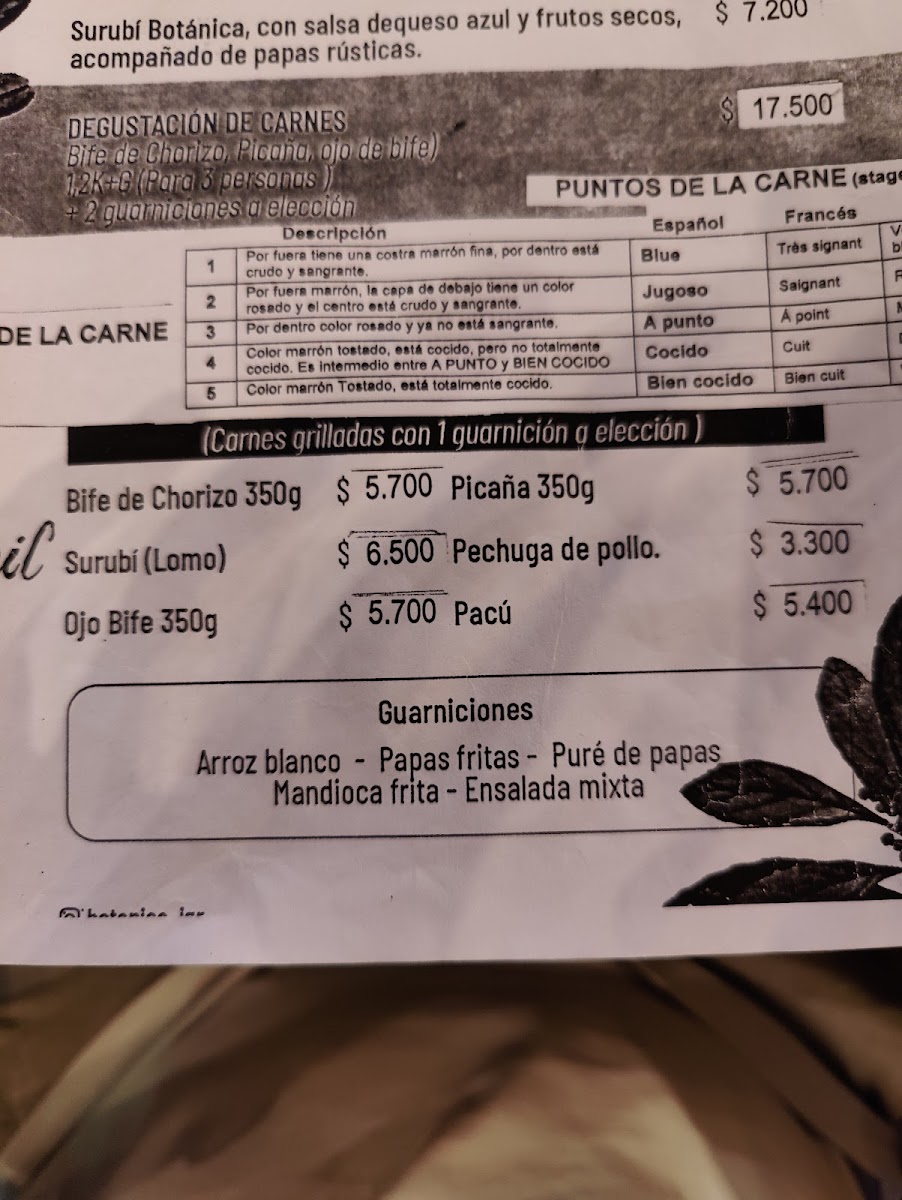 Surubí Botánica, con salsa dequeso azul y frutos secos, $ 7.200
acompañado de papas rústicas.
DEGUSTACIÓN DE CARNES $ 17.500
Bife de Chorizo, Picaña, ojo de bife)
1,2K+G (Para 3 personas )
+ 2 guarniciones a elección
PUNTOS DE LA CARNE (stage
Descripción Español Francés
1 Por fuera tiene una costra marrón fina, por dentro está crudo y sangrante. Blue Très signant
2 Por fuera marrón, la capa de debajo tiene un color rosado y el centro está crudo y sangrante. Jugoso Saignant
DE LA CARNE
3 Por dentro color rosado y ya no está sangrante. A punto À point
4 Color marrón tostado, está cocido, pero no totalmente cocido. Es intermedio entre A PUNTO y BIEN COCIDO Cocido Cuit
5 Color marrón Tostado, está totalmente cocido. Bien cocido Bien cuit
(Carnes grilladas con 1 guarnición a elección )
Bife de Chorizo 350g $ 5.700 Picaña 350g $ 5.700
Surubí (Lomo) $ 6.500 Pechuga de pollo. $ 3.300
Ojo Bife 350g $ 5.700 Pacú $ 5.400
Guarniciones
Arroz blanco - Papas fritas - Puré de papas
Mandioca frita - Ensalada mixta